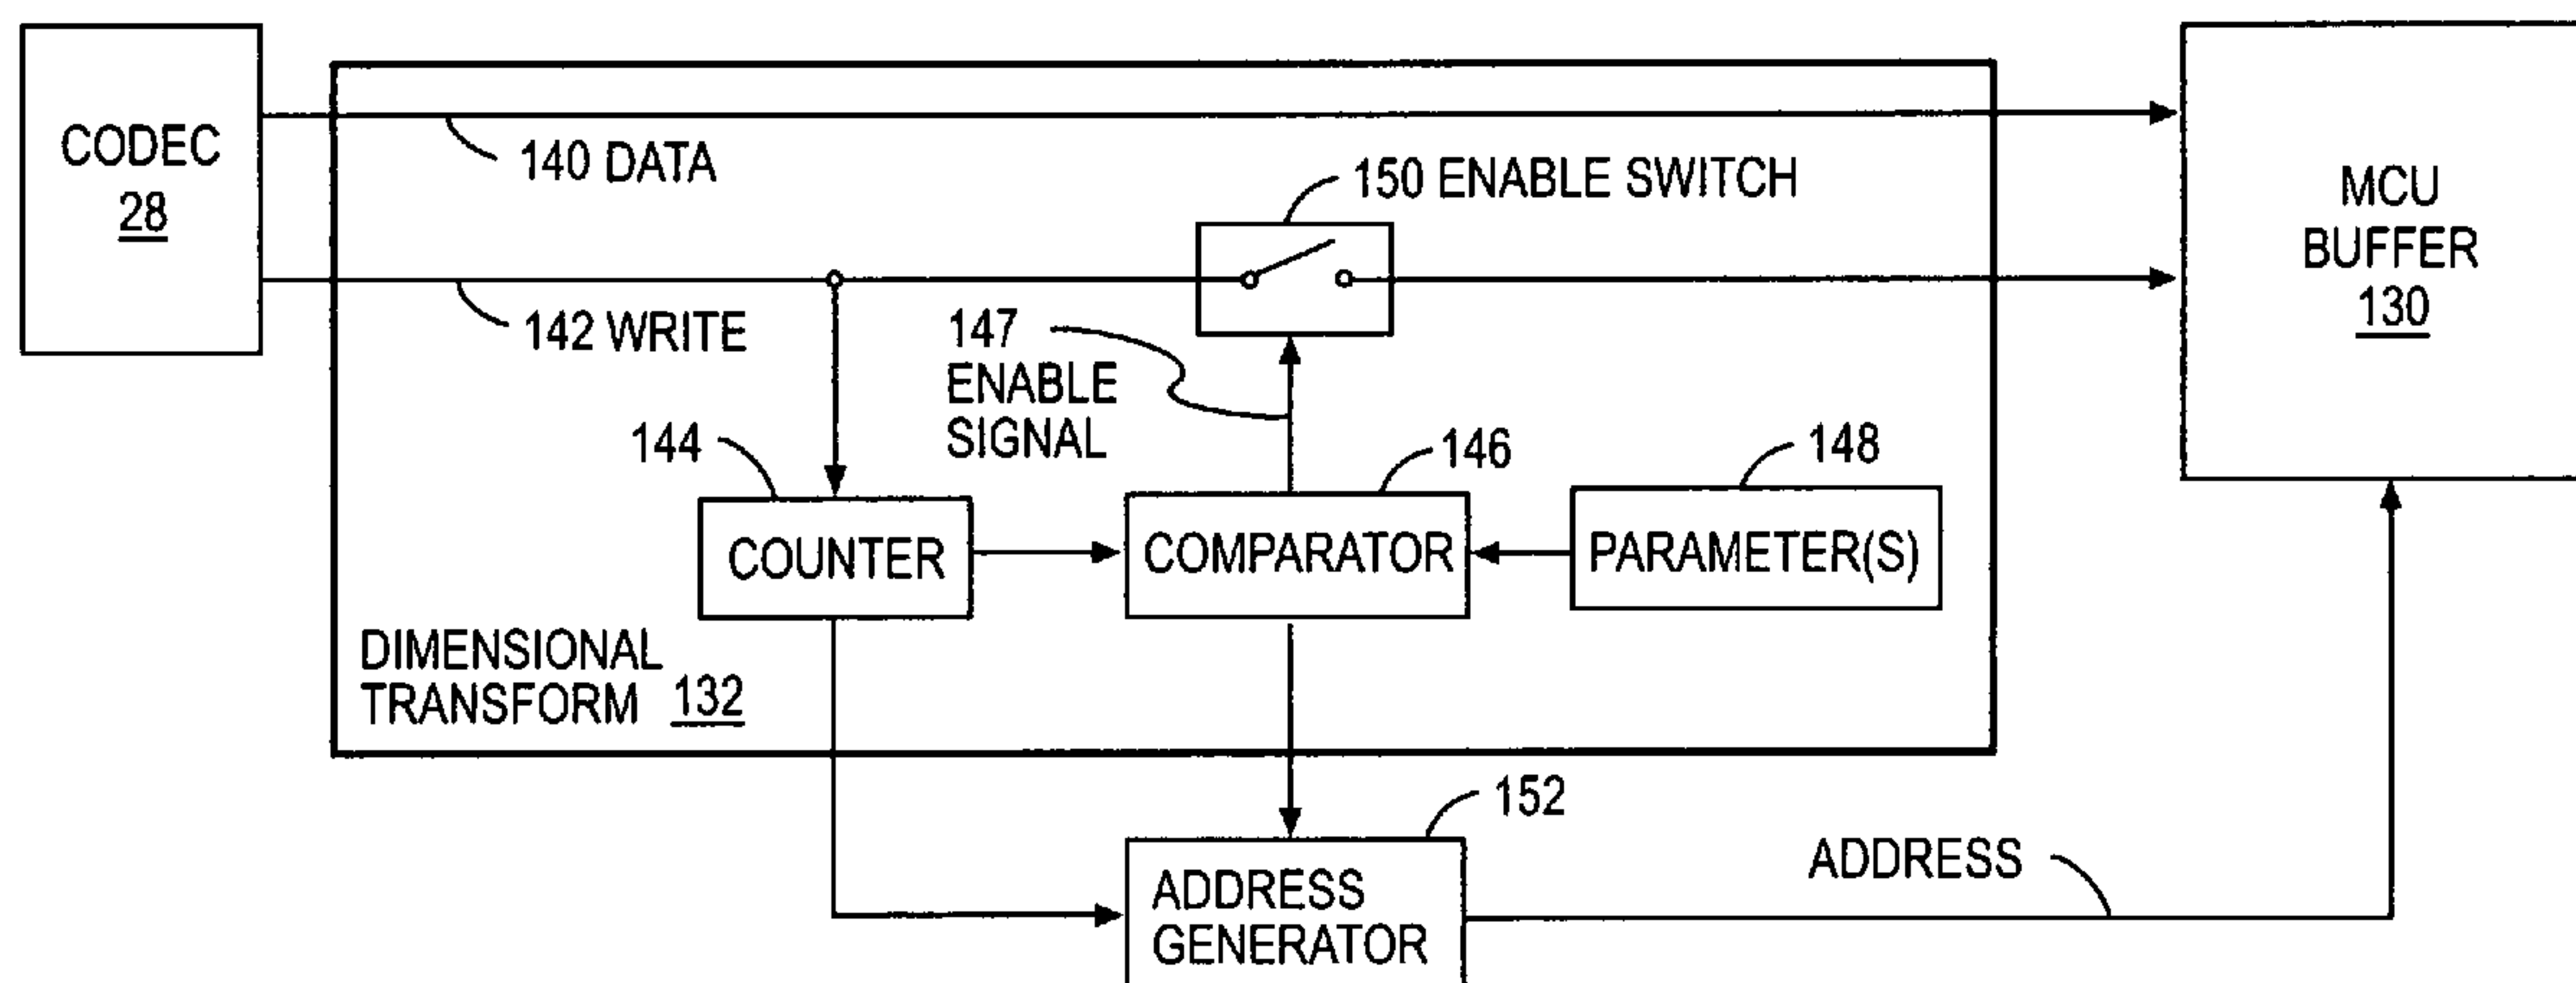 CODEC
28
140 DATA
142 WRITE
150 ENABLE SWITCH
MCU
BUFFER
130
147
ENABLE
SIGNAL
144
COUNTER
146
COMPARATOR
148
PARAMETER(S)
DIMENSIONAL
TRANSFORM 132
152
ADDRESS
GENERATOR
ADDRESS